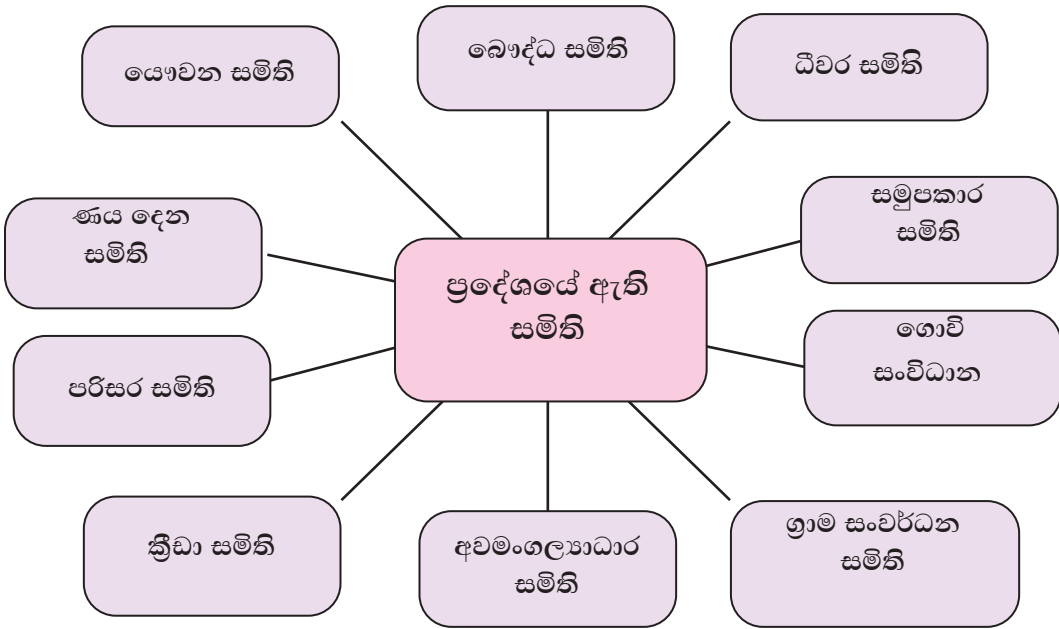 යෞවන සමිති
බෞද්ධ සමිති
ධීවර සමිති
ණය දෙන
සමිති
සමුපකාර
සමිති
ප්‍රදේශයේ ඇති
සමිති
පරිසර සමිති
ගොවි
සංවිධාන
ක්‍රීඩා සමිති
අවමංගල්‍යාධාර
සමිති
ග්‍රාම සංවර්ධන
සමිති